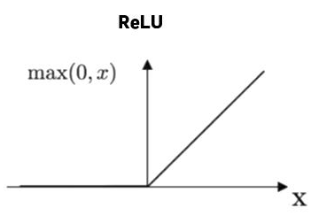 ReLU
max(0, x)
X